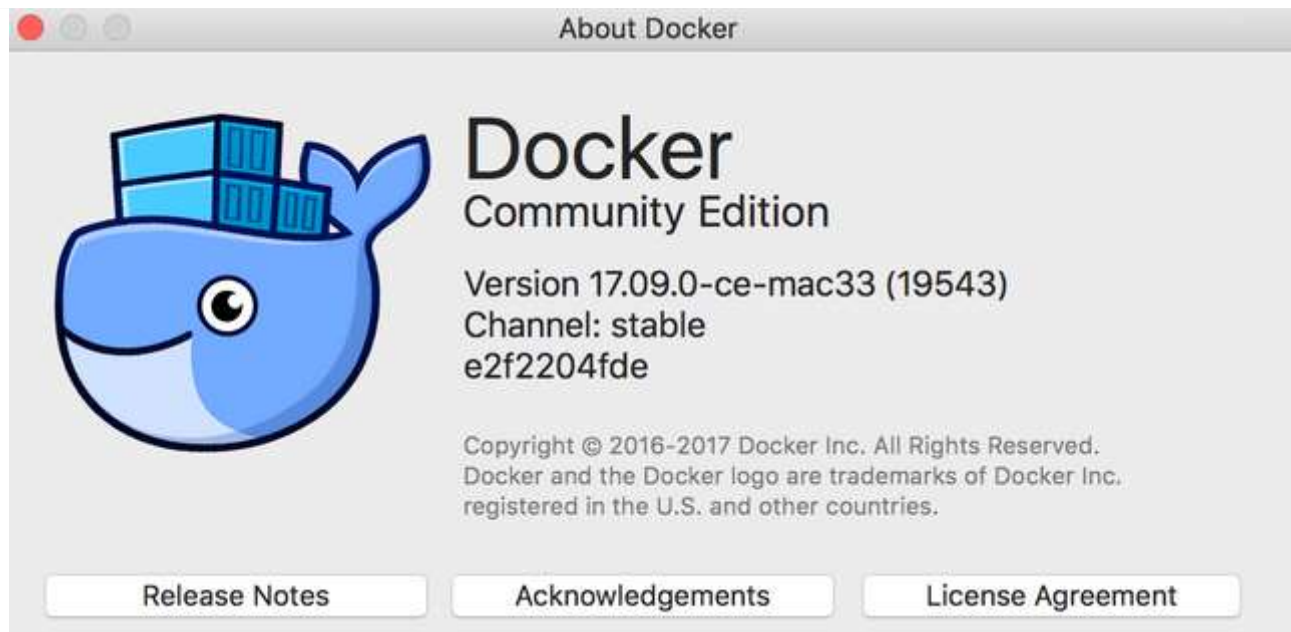 About Docker
Docker
Community Edition
Version 17.09.0-ce-mac33 (19543)
Channel: stable
e2f2204fde
Copyright © 2016-2017 Docker Inc. All Rights Reserved.
Docker and the Docker logo are trademarks of Docker Inc.
registered in the U.S. and other countries.
Release Notes
Acknowledgements
License Agreement